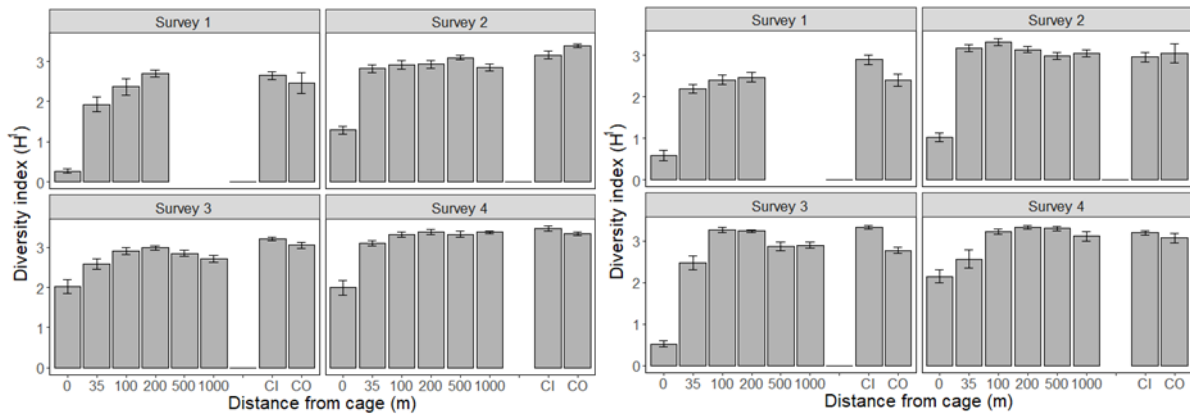 Survey 1
Survey 2
3
2
1
0
Survey 3
Survey 4
3
2
1
0
0 35 100 200 500 1000 CI CO
0 35 100 200 500 1000 CI CO
Diversity index (H¹)
Distance from cage (m)
Survey 1
Survey 2
3
2
1
0
Survey 3
Survey 4
3
2
1
0
0 35 100 200 500 1000 CI CO
0 35 100 200 500 1000 CI CO
Diversity index (H¹)
Distance from cage (m)